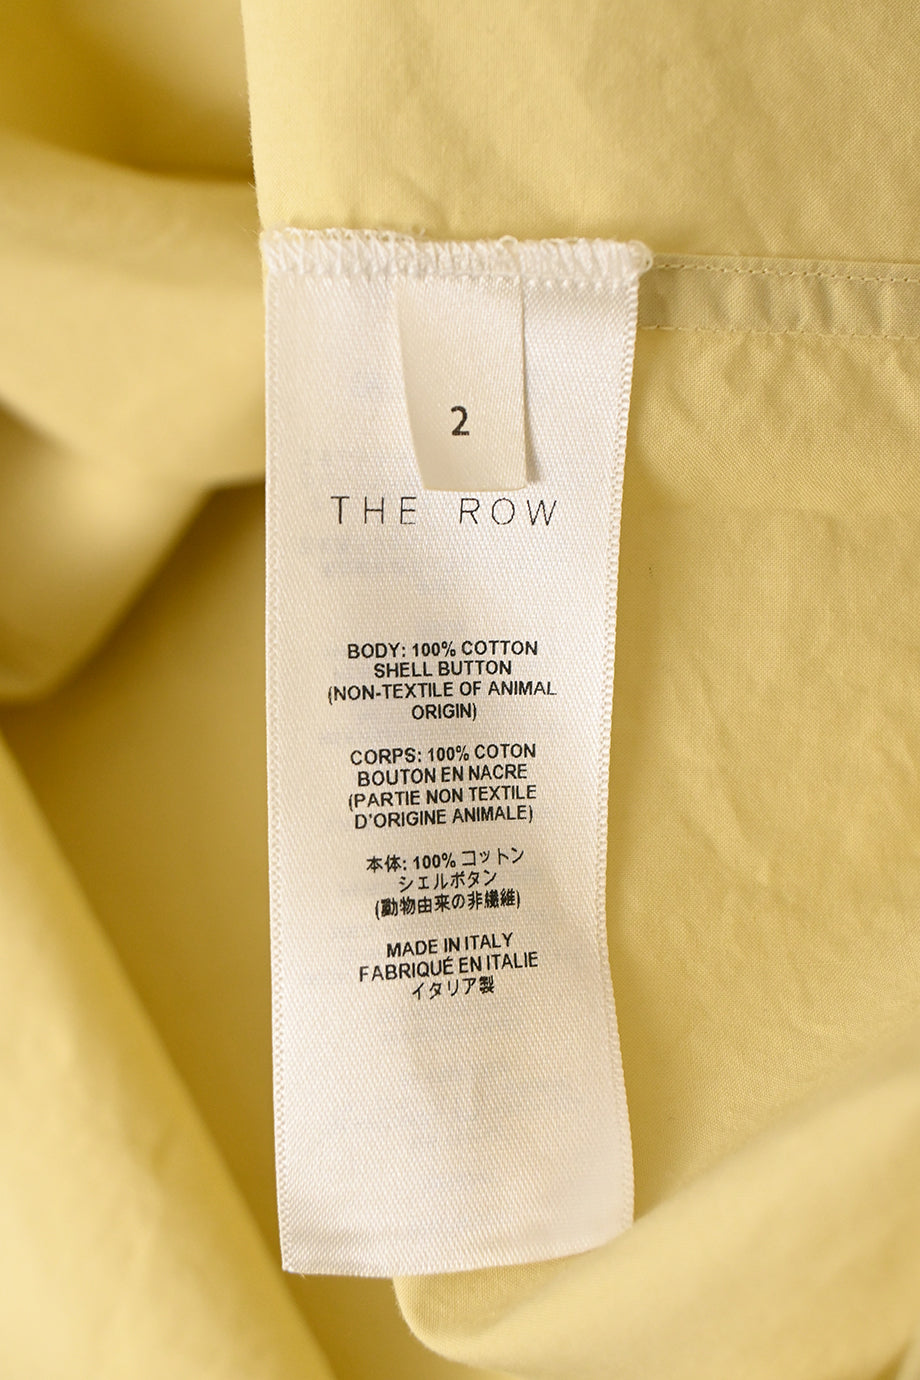 2
THE ROW
BODY: 100% COTTON
SHELL BUTTON
(NON-TEXTILE OF ANIMAL
ORIGIN)
CORPS: 100% COTON
BOUTON EN NACRE
(PARTIE NON TEXTILE
D'ORIGINE ANIMALE)
本体: 100% コットン
シェルボタン
(動物由来の非繊維)
MADE IN ITALY
FABRIQUÉ EN ITALIE
イタリア製